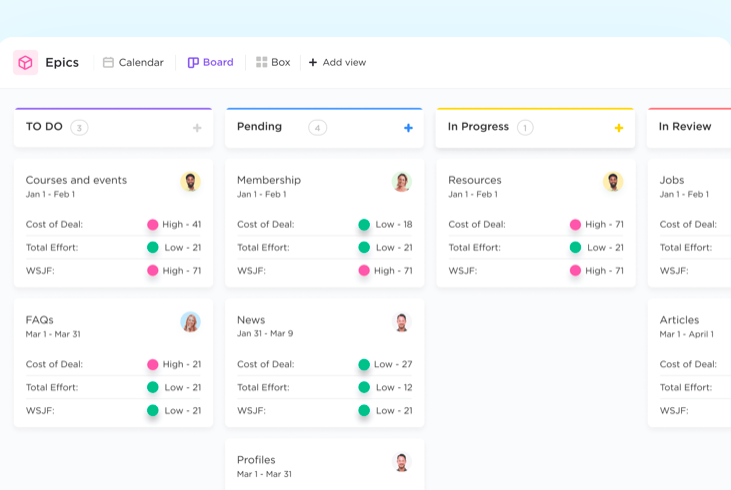 Epics
Calendar
Board
Box
+ Add view
TO DO 3 +
Courses and events
Jan 1 - Feb 1
Cost of Deal: High - 41
Total Effort: Low - 21
WSJF: High - 71
FAQs
Mar 1 - Mar 31
Cost of Deal: High - 21
Total Effort: Low - 21
WSJF: Low - 21
Pending 4 +
Membership
Jan 1 - Feb 1
Cost of Deal: Low - 18
Total Effort: Low - 21
WSJF: High - 71
News
Jan 31 - Mar 9
Cost of Deal: Low - 27
Total Effort: Low - 12
WSJF: Low - 21
Profiles
Mar 1 - Mar 31
In Progress 1 +
Resources
Jan 1 - Feb 1
Cost of Deal: High - 71
Total Effort: Low - 21
WSJF: High - 71
In Review
Jobs
Jan 1 - Feb 1
Cost of Deal:
Total Effort:
WSJF:
Articles
Mar 1 - April 1
Cost of Deal:
Total Effort:
WSJF: